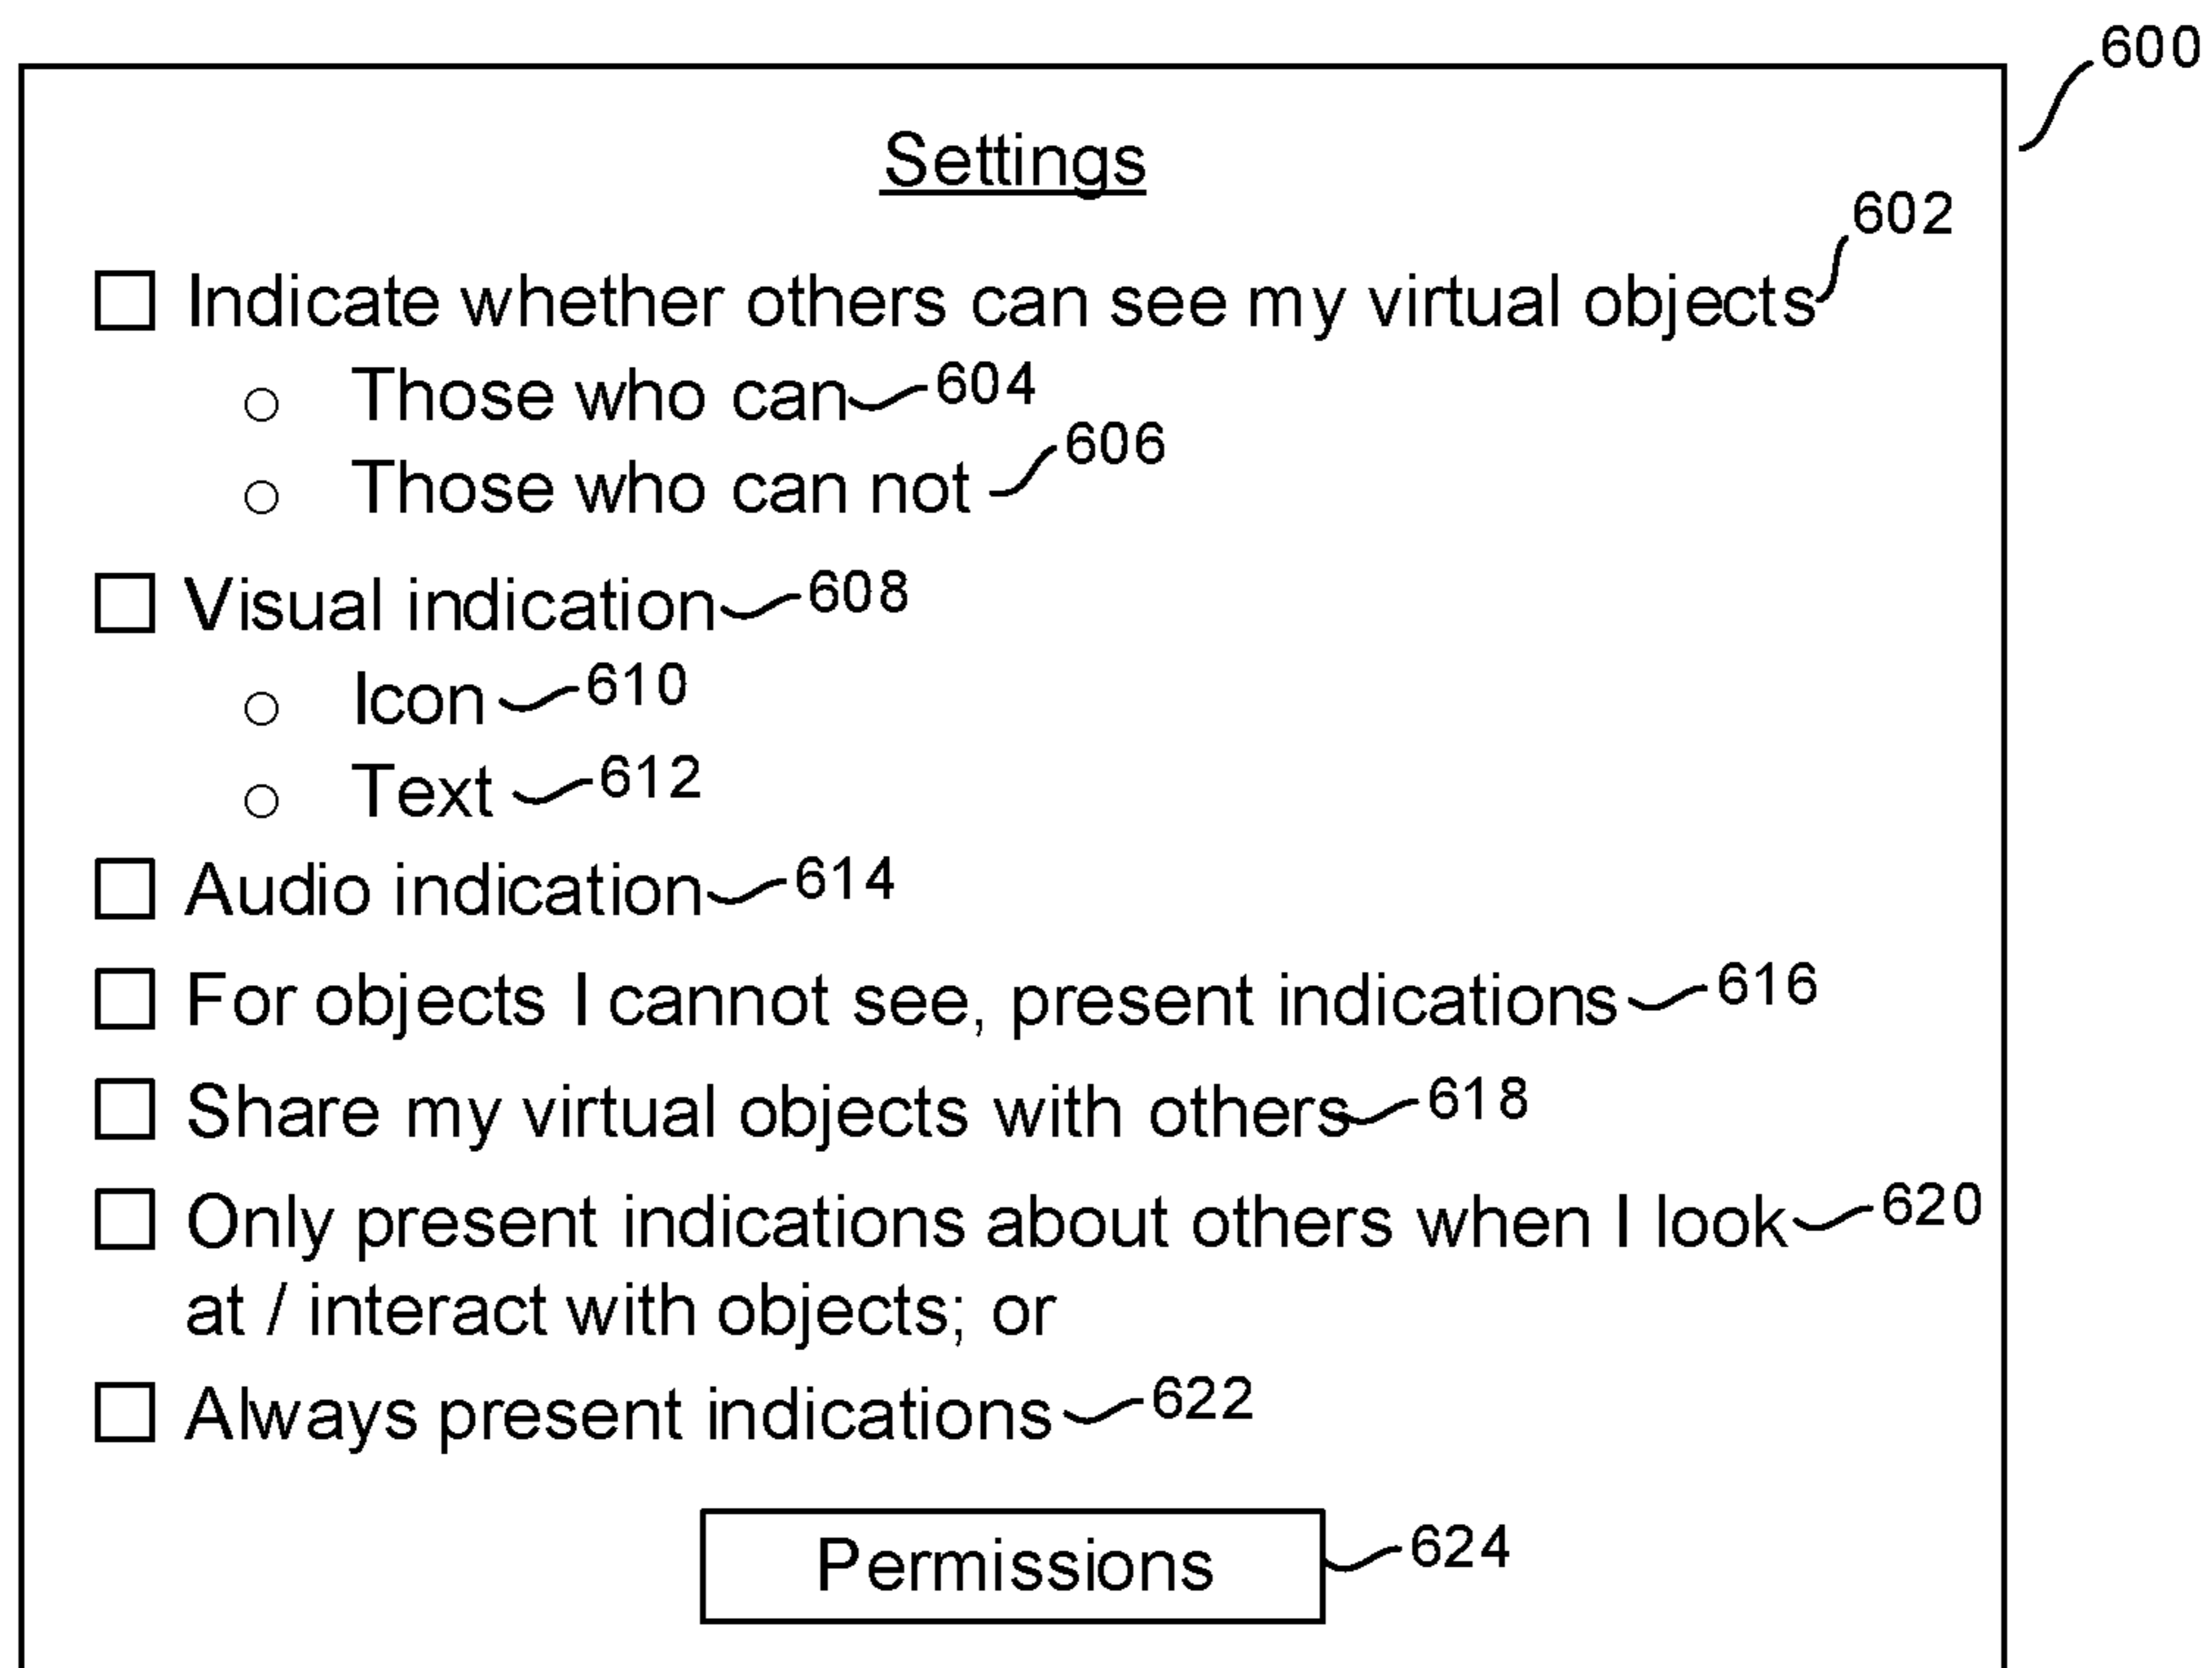 600
Settings
602
Indicate whether others can see my virtual objects
Those who can 604
Those who can not 606
Visual indication 608
Icon 610
Text 612
Audio indication 614
For objects I cannot see, present indications 616
Share my virtual objects with others 618
Only present indications about others when I look 620
at / interact with objects; or
Always present indications 622
Permissions 624